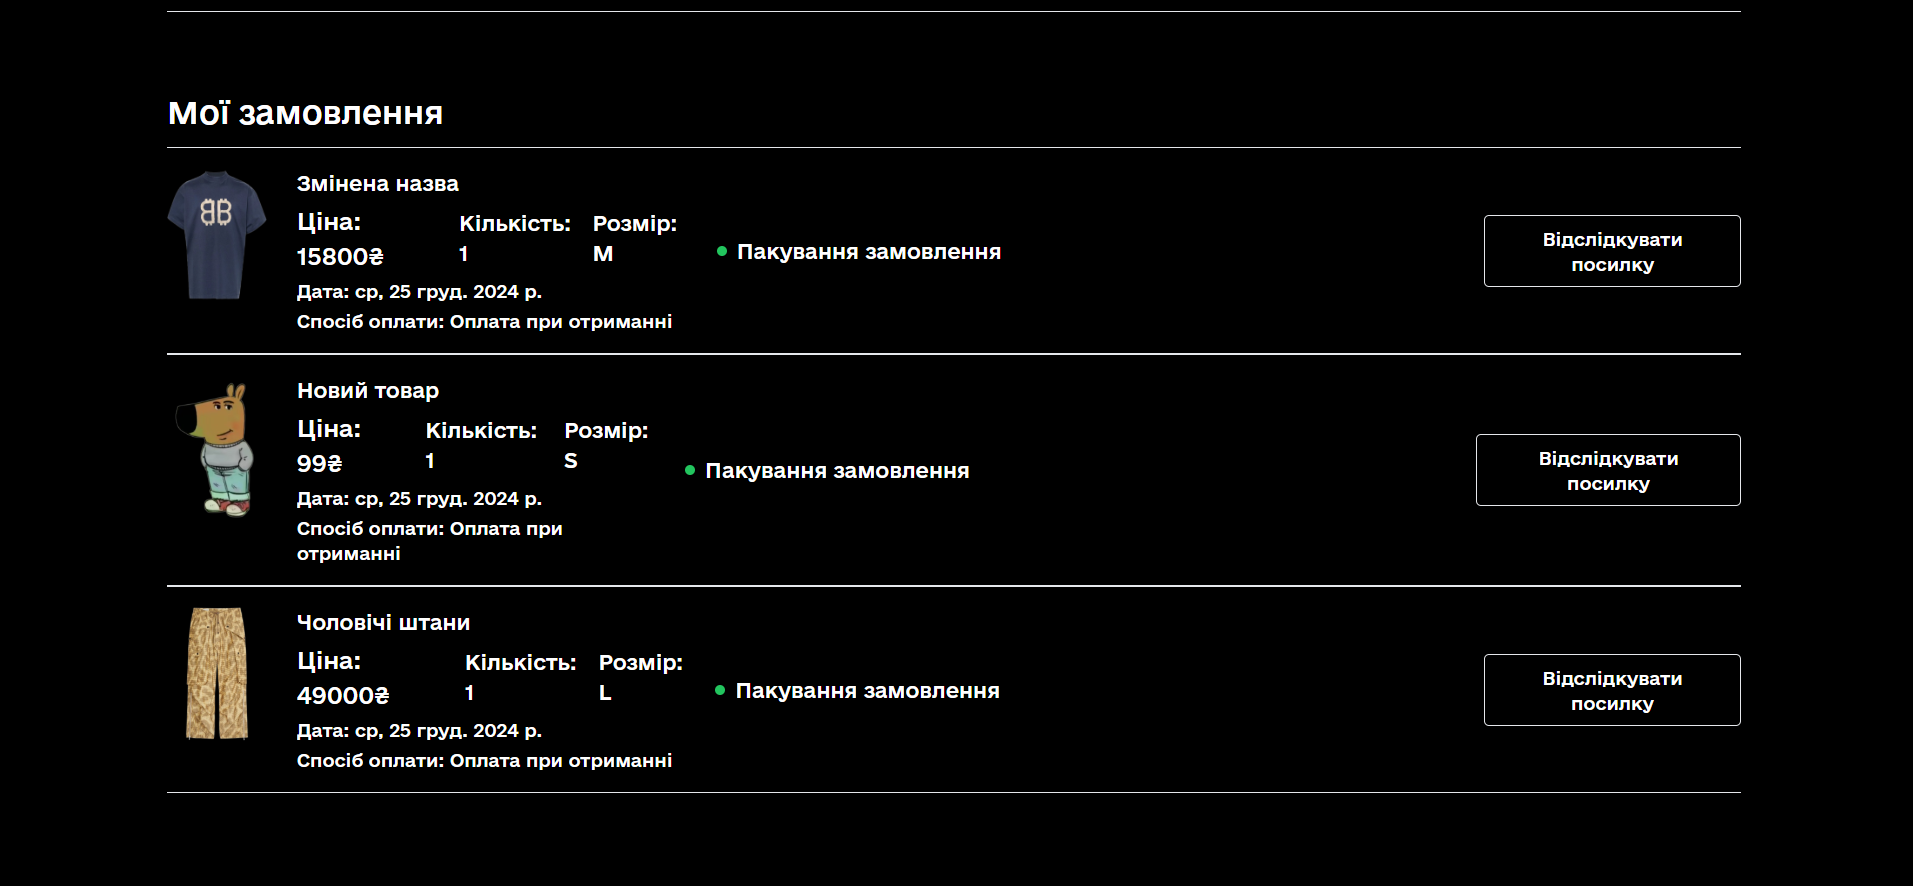 Мої замовлення
Змінена назва
Ціна:
15800₴
Кількість:
1
Розмір:
M
Дата: ср, 25 груд. 2024 р.
Спосіб оплати: Оплата при отриманні
Пакування замовлення
Відслідкувати
посилку
Новий товар
Ціна:
99₴
Кількість:
1
Розмір:
S
Дата: ср, 25 груд. 2024 р.
Спосіб оплати: Оплата при
отриманні
Пакування замовлення
Відслідкувати
посилку
Чоловічі штани
Ціна:
49000₴
Кількість:
1
Розмір:
L
Дата: ср, 25 груд. 2024 р.
Спосіб оплати: Оплата при отриманні
Пакування замовлення
Відслідкувати
посилку